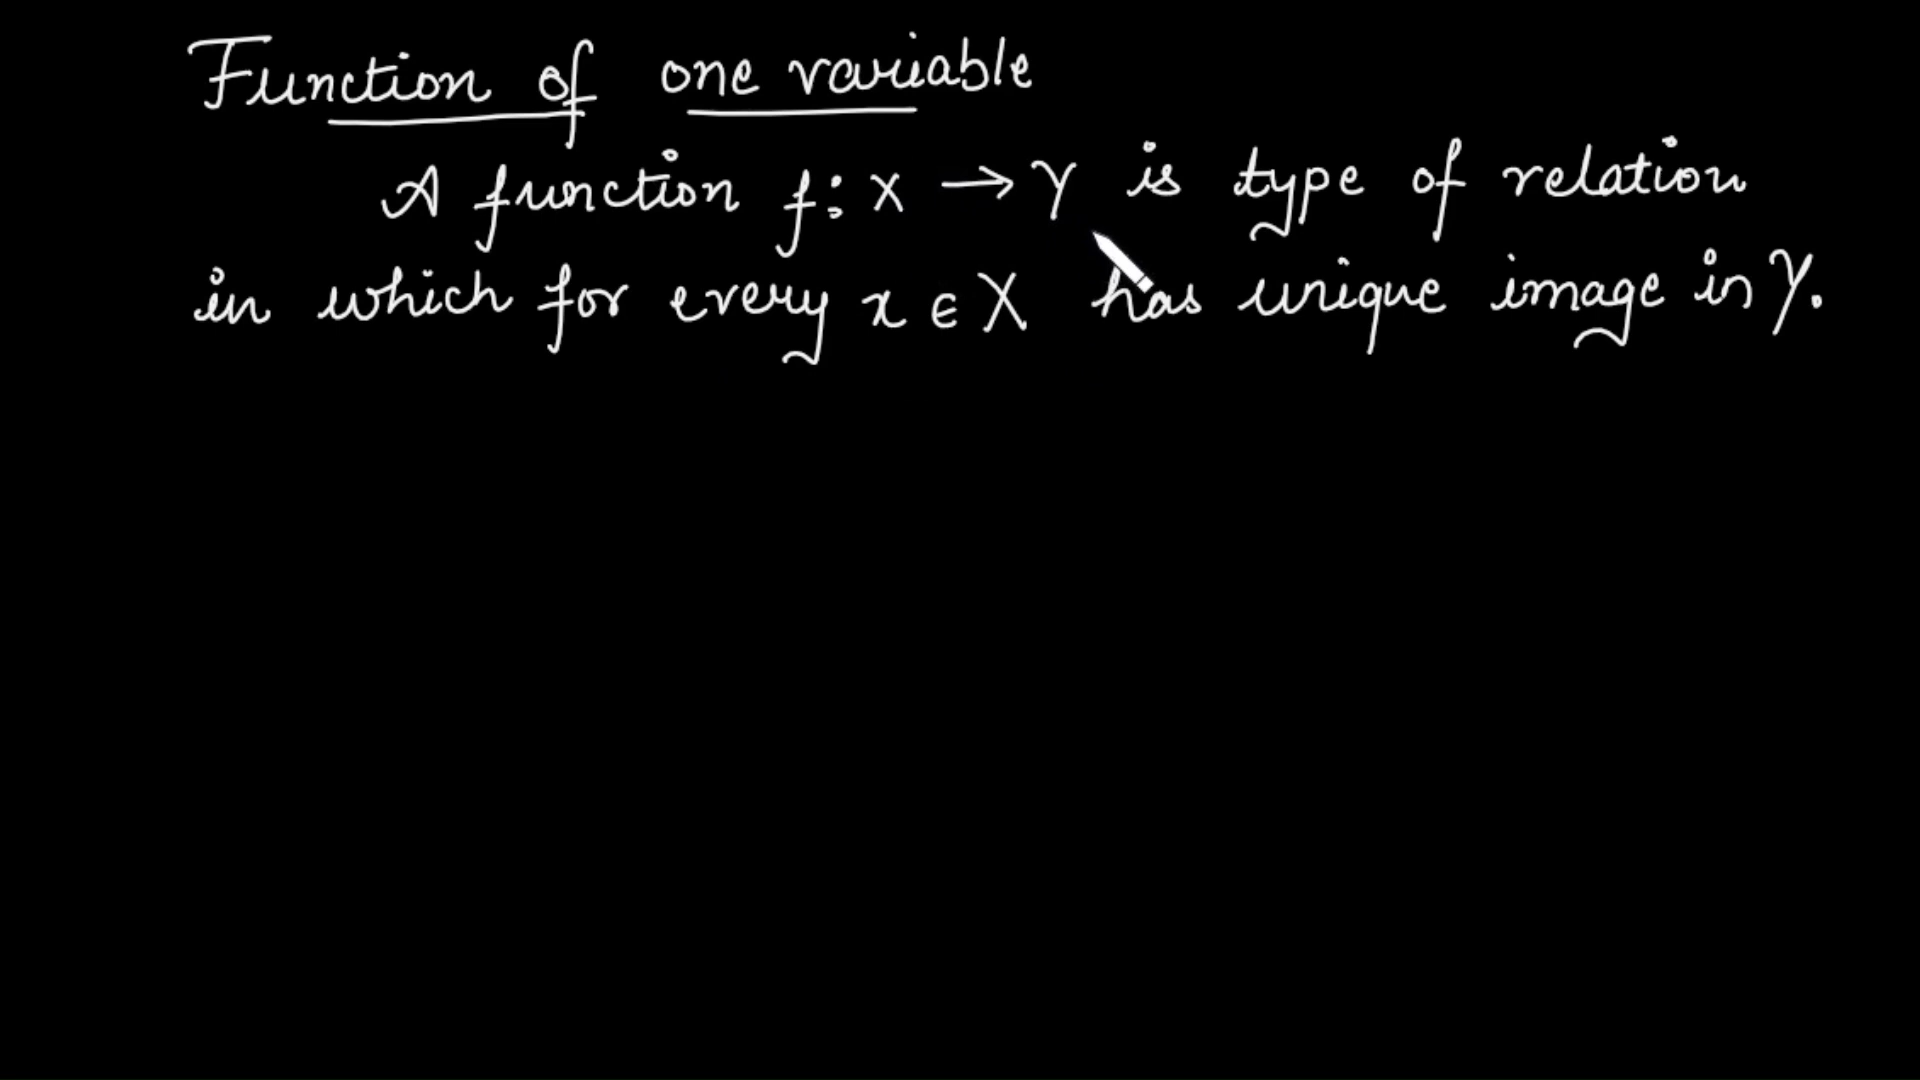 Function of one variable
A function f: X → Y is type of relation
in which for every x ∈ X has unique image in Y.